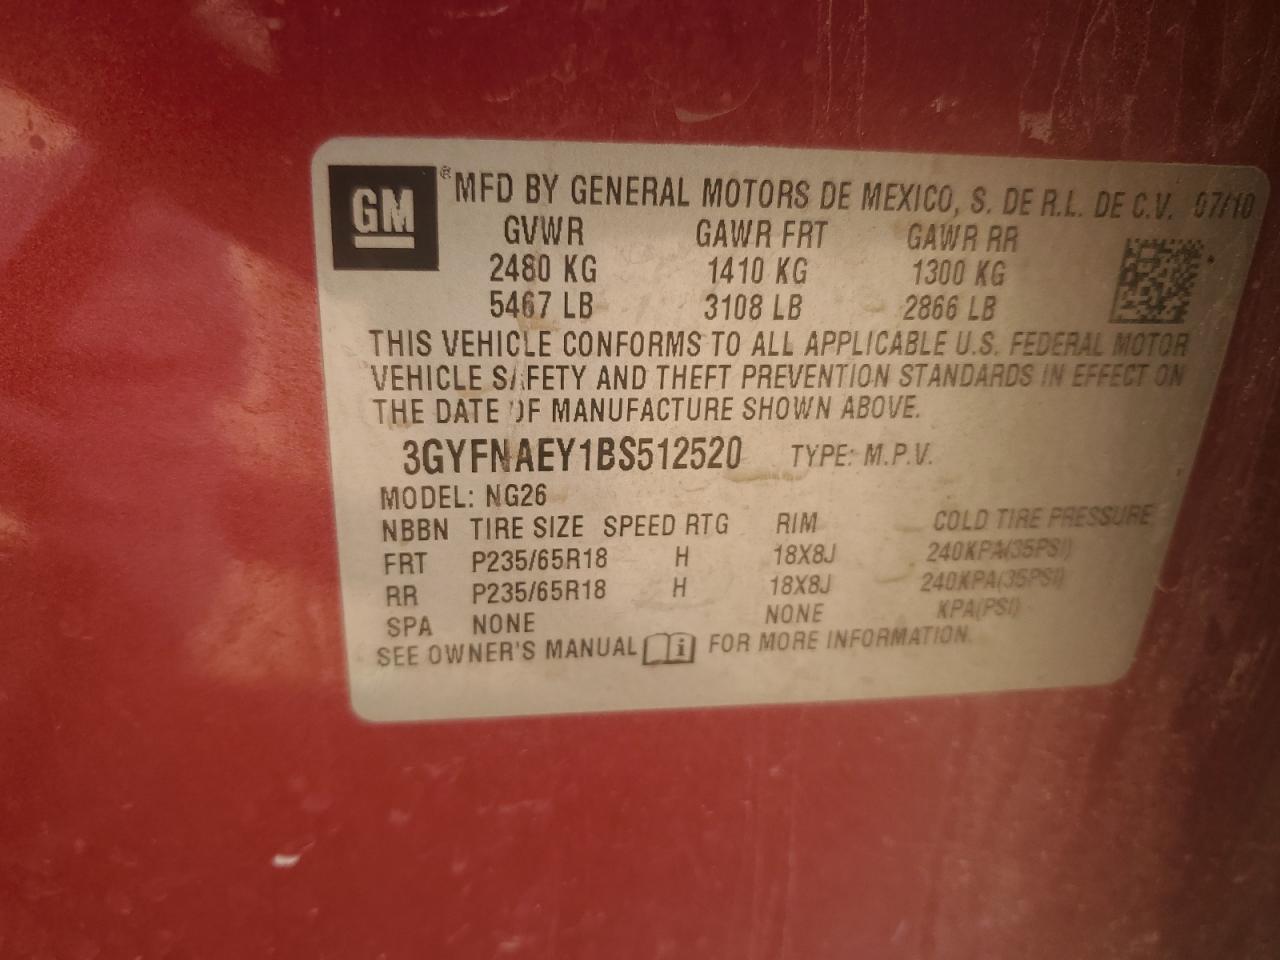 GM ® MFD BY GENERAL MOTORS DE MEXICO, S. DE R.L. DE C.V. 07/10
GVWR GAWR FRT GAWR RR
2480 KG 1410 KG 1300 KG
5467 LB 3108 LB 2866 LB
THIS VEHICLE CONFORMS TO ALL APPLICABLE U.S. FEDERAL MOTOR
VEHICLE SAFETY AND THEFT PREVENTION STANDARDS IN EFFECT ON
THE DATE OF MANUFACTURE SHOWN ABOVE.
3GYFNAEY1BS512520 TYPE: M.P.V.
MODEL: NG26
NBBN TIRE SIZE SPEED RTG RIM COLD TIRE PRESSURE
FRT P235/65R18 H 18X8J 240KPA(35PSI)
RR P235/65R18 H 18X8J 240KPA(35PSI)
SPA NONE NONE KPA(PSI)
SEE OWNER'S MANUAL i FOR MORE INFORMATION.